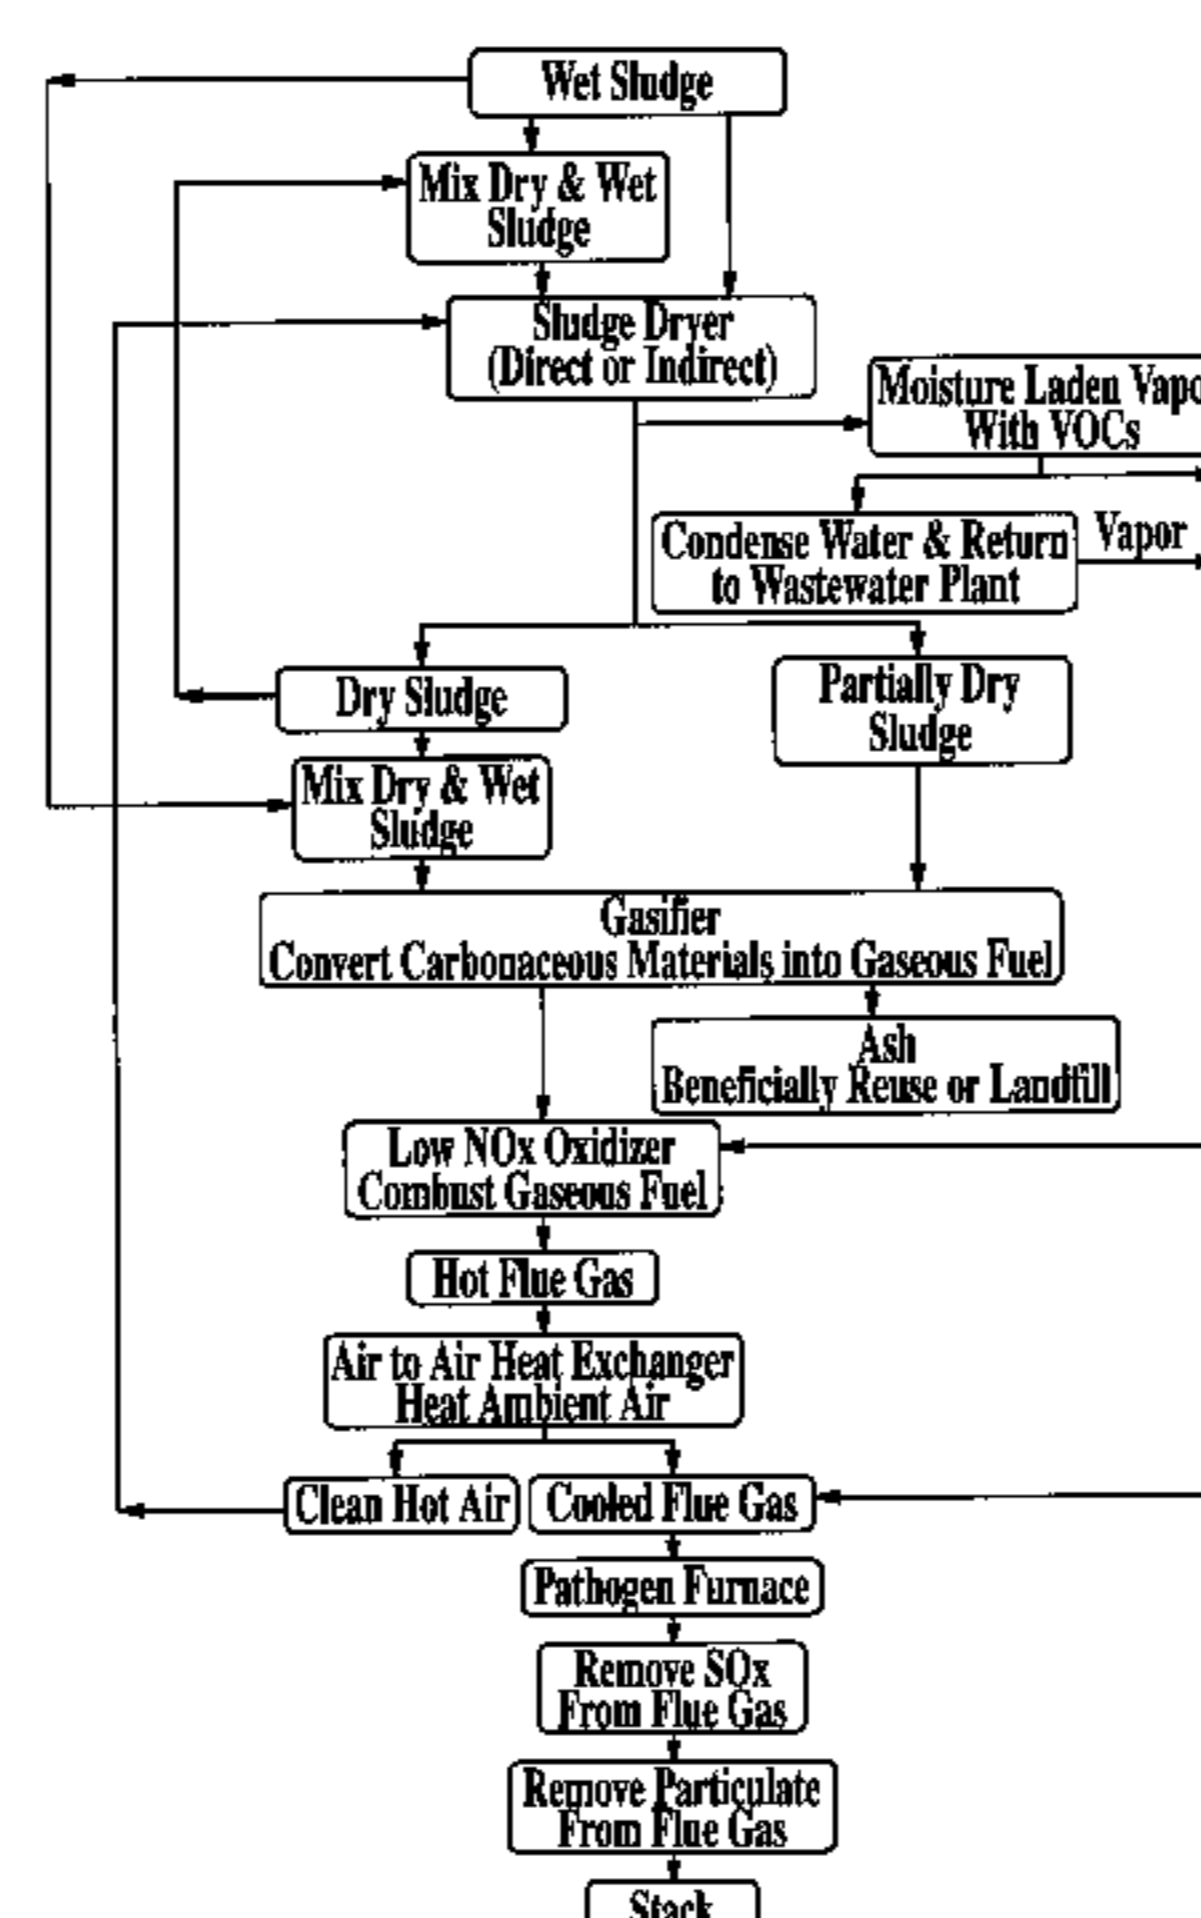 Wet Sludge
Mix Dry & Wet
Sludge
Sludge Dryer
(Direct or Indirect)
Moisture Laden Vapo
With VOCs
Condense Water & Return
to Wastewater Plant
Vapor
Dry Sludge
Partially Dry
Sludge
Mix Dry & Wet
Sludge
Gasifier
Convert Carbonaceous Materials into Gaseous Fuel
Ash
Beneficially Reuse or Landfill
Low NOx Oxidizer
Combust Gaseous Fuel
Hot Flue Gas
Air to Air Heat Exchanger
Heat Ambient Air
Clean Hot Air
Cooled Flue Gas
Pathogen Furnace
Remove SOx
From Flue Gas
Remove Particulate
From Flue Gas
Stack